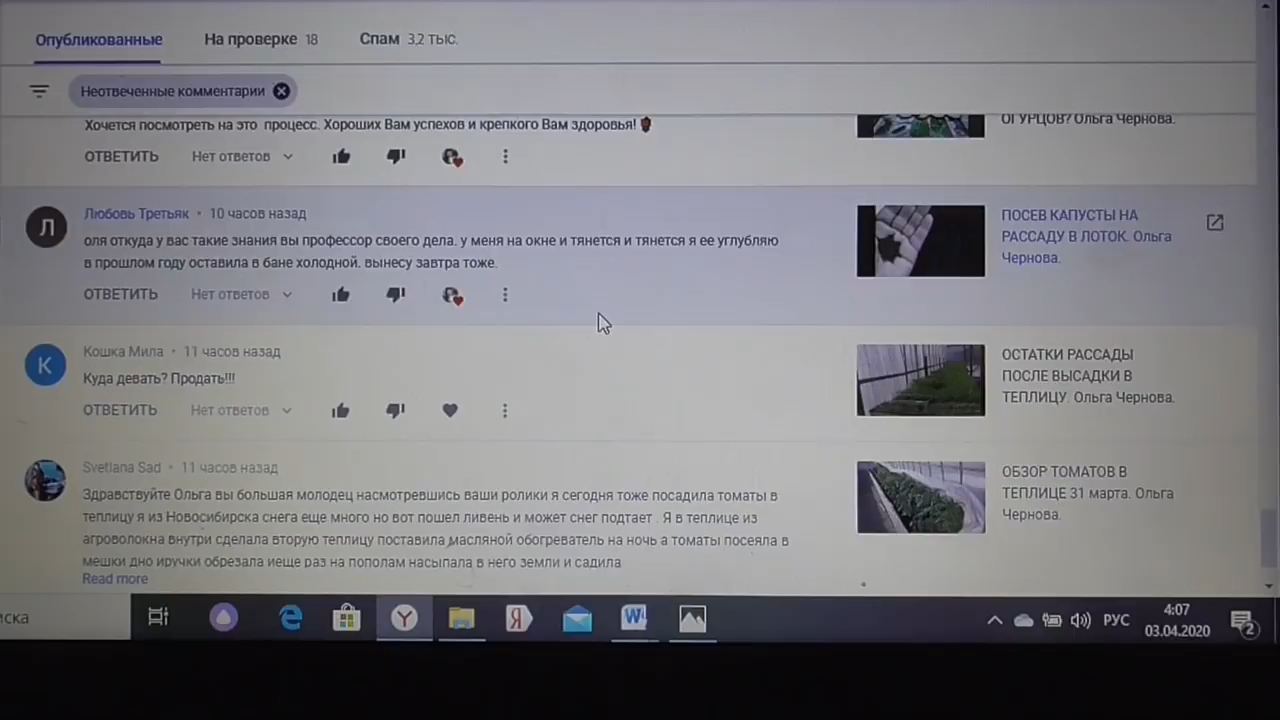 Опубликованные На проверке 18 Спам 3,2 тыс.
Неотвеченные комментарии
Хочется посмотреть на это процесс. Хороших Вам успехов и крепкого Вам здоровья!
ОГУРЦОВ? Ольга Чернова.
ОТВЕТИТЬ Нет ответов
Л
Любовь Третьяк • 10 часов назад
оля откуда у вас такие знания вы профессор своего дела. у меня на окне и тянется и тянется я ее углубляю
в прошлом году оставила в бане холодной. вынесу завтра тоже.
ОТВЕТИТЬ Нет ответов
ПОСЕВ КАПУСТЫ НА
РАССАДУ В ЛОТОК. Ольга
Чернова.
К
Кошка Мила • 11 часов назад
Куда девать? Продать!!!
ОТВЕТИТЬ Нет ответов
ОСТАТКИ РАССАДЫ
ПОСЛЕ ВЫСАДКИ В
ТЕПЛИЦУ. Ольга Чернова.
Svetlana Sad • 11 часов назад
Здравствуйте Ольга вы большая молодец насмотревшись ваши ролики я сегодня тоже посадила томаты в
теплицу я из Новосибирска снега еще много но вот пошел ливень и может снег подтает . Я в теплице из
агроволокна внутри сделала вторую теплицу поставила масляной обогреватель на ночь а томаты посеяла в
мешки дно иручки обрезала иеще раз на пополам насыпала в него земли и садила
Read more
ОБЗОР ТОМАТОВ В
ТЕПЛИЦЕ 31 марта. Ольга
Чернова.
иска
РУС
4:07
03.04.2020
2